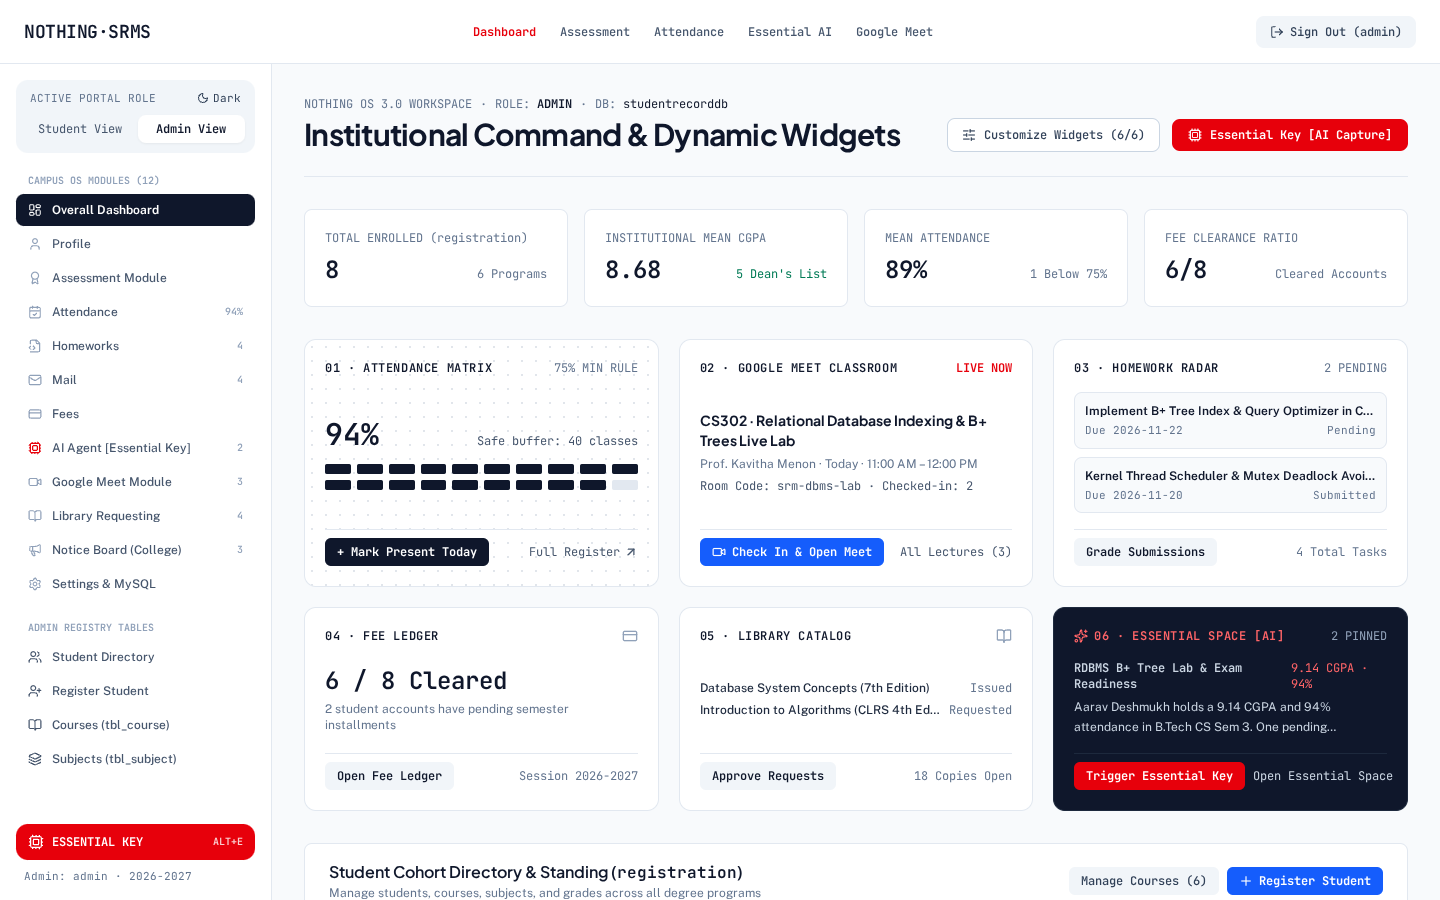 NOTHING·SRMS
Dashboard Assessment Attendance Essential AI Google Meet
Sign Out (admin)
ACTIVE PORTAL ROLE Dark
Student View Admin View
CAMPUS OS MODULES (12)
Overall Dashboard
Profile
Assessment Module
Attendance 94%
Homeworks 4
Mail 4
Fees
AI Agent [Essential Key] 2
Google Meet Module 3
Library Requesting 4
Notice Board (College) 3
Settings & MySQL
ADMIN REGISTRY TABLES
Student Directory
Register Student
Courses (tbl_course)
Subjects (tbl_subject)
ESSENTIAL KEY ALT+E
Admin: admin · 2026-2027
NOTHING OS 3.0 WORKSPACE · ROLE: ADMIN · DB: studentrecorddb
Institutional Command & Dynamic Widgets
Customize Widgets (6/6)
Essential Key [AI Capture]
TOTAL ENROLLED (registration)
8 6 Programs
INSTITUTIONAL MEAN CGPA
8.68 5 Dean's List
MEAN ATTENDANCE
89% 1 Below 75%
FEE CLEARANCE RATIO
6/8 Cleared Accounts
01 · ATTENDANCE MATRIX 75% MIN RULE
94% Safe buffer: 40 classes
+ Mark Present Today Full Register
02 · GOOGLE MEET CLASSROOM LIVE NOW
CS302 · Relational Database Indexing & B+
Trees Live Lab
Prof. Kavitha Menon · Today · 11:00 AM – 12:00 PM
Room Code: srm-dbms-lab · Checked-in: 2
Check In & Open Meet All Lectures (3)
03 · HOMEWORK RADAR 2 PENDING
Implement B+ Tree Index & Query Optimizer in C...
Due 2026-11-22 Pending
Kernel Thread Scheduler & Mutex Deadlock Avoi...
Due 2026-11-20 Submitted
Grade Submissions 4 Total Tasks
04 · FEE LEDGER
6 / 8 Cleared
2 student accounts have pending semester
installments
Open Fee Ledger Session 2026-2027
05 · LIBRARY CATALOG
Database System Concepts (7th Edition) Issued
Introduction to Algorithms (CLRS 4th Ed... Requested
Approve Requests 18 Copies Open
06 · ESSENTIAL SPACE [AI] 2 PINNED
RDBMS B+ Tree Lab & Exam 9.14 CGPA ·
Readiness 94%
Aarav Deshmukh holds a 9.14 CGPA and 94%
attendance in B.Tech CS Sem 3. One pending...
Trigger Essential Key Open Essential Space
Student Cohort Directory & Standing (registration)
Manage students, courses, subjects, and grades across all degree programs
Manage Courses (6) + Register Student